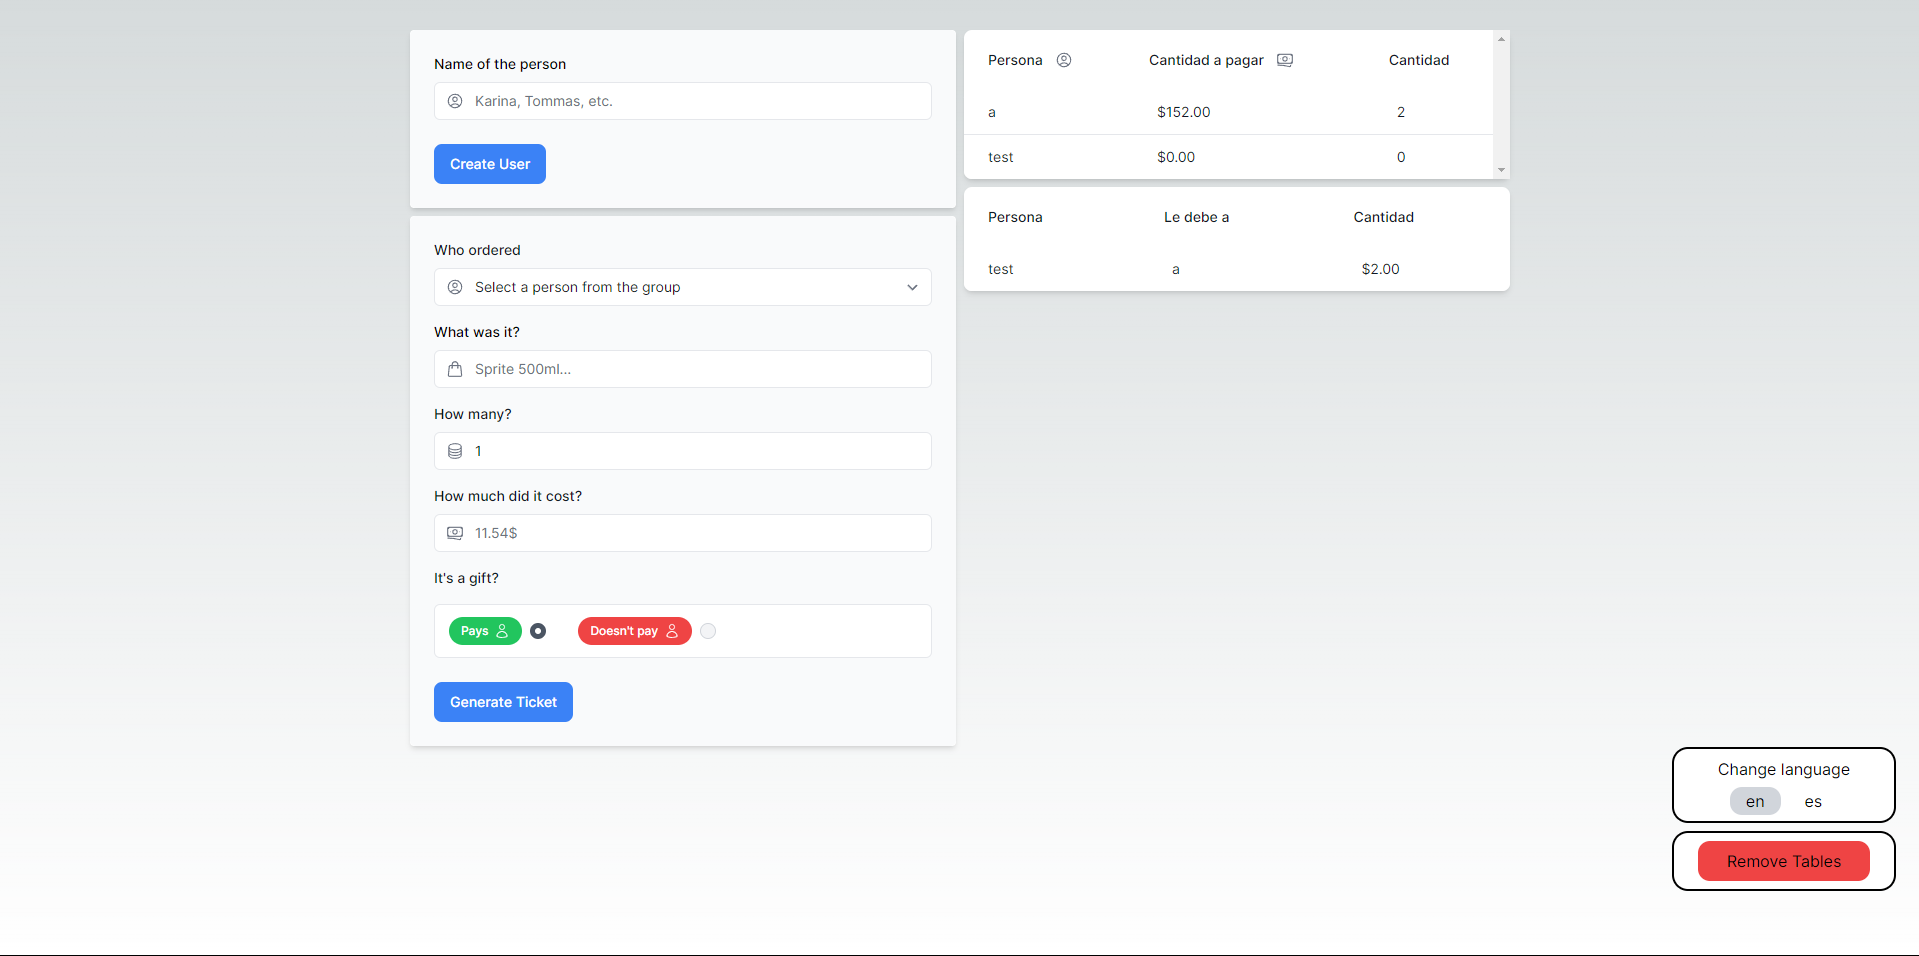 Name of the person
Karina, Tommas, etc.
Create User
Who ordered
Select a person from the group
What was it?
Sprite 500ml...
How many?
1
How much did it cost?
11.54$
It's a gift?
Pays
Doesn't pay
Generate Ticket
Persona Cantidad a pagar Cantidad
a $152.00 2
test $0.00 0
Persona Le debe a Cantidad
test a $2.00
Change language
en es
Remove Tables